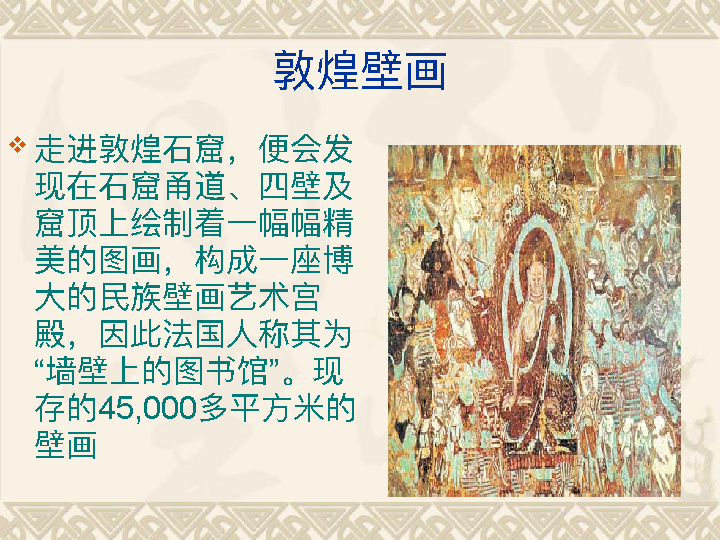 敦煌壁画
走进敦煌石窟，便会发
现在石窟甬道、四壁及
窟顶上绘制着一幅幅精
美的图画，构成一座博
大的民族壁画艺术宫
殿，因此法国人称其为
“墙壁上的图书馆”。现
存的45,000多平方米的
壁画